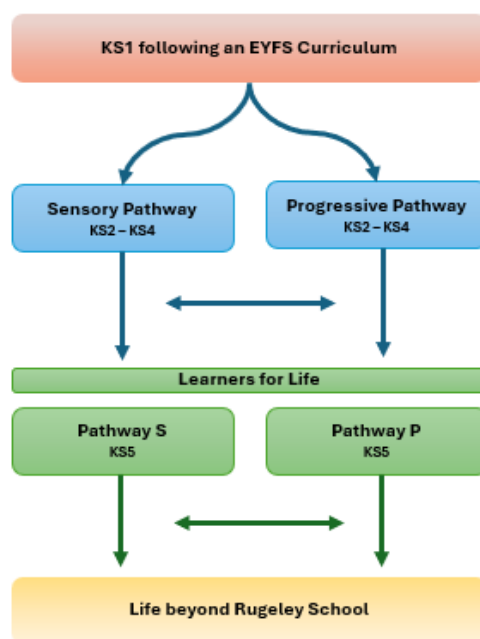 KS1 following an EYFS Curriculum
Sensory Pathway
KS2 – KS4
Progressive Pathway
KS2 – KS4
Learners for Life
Pathway S
KS5
Pathway P
KS5
Life beyond Rugeley School